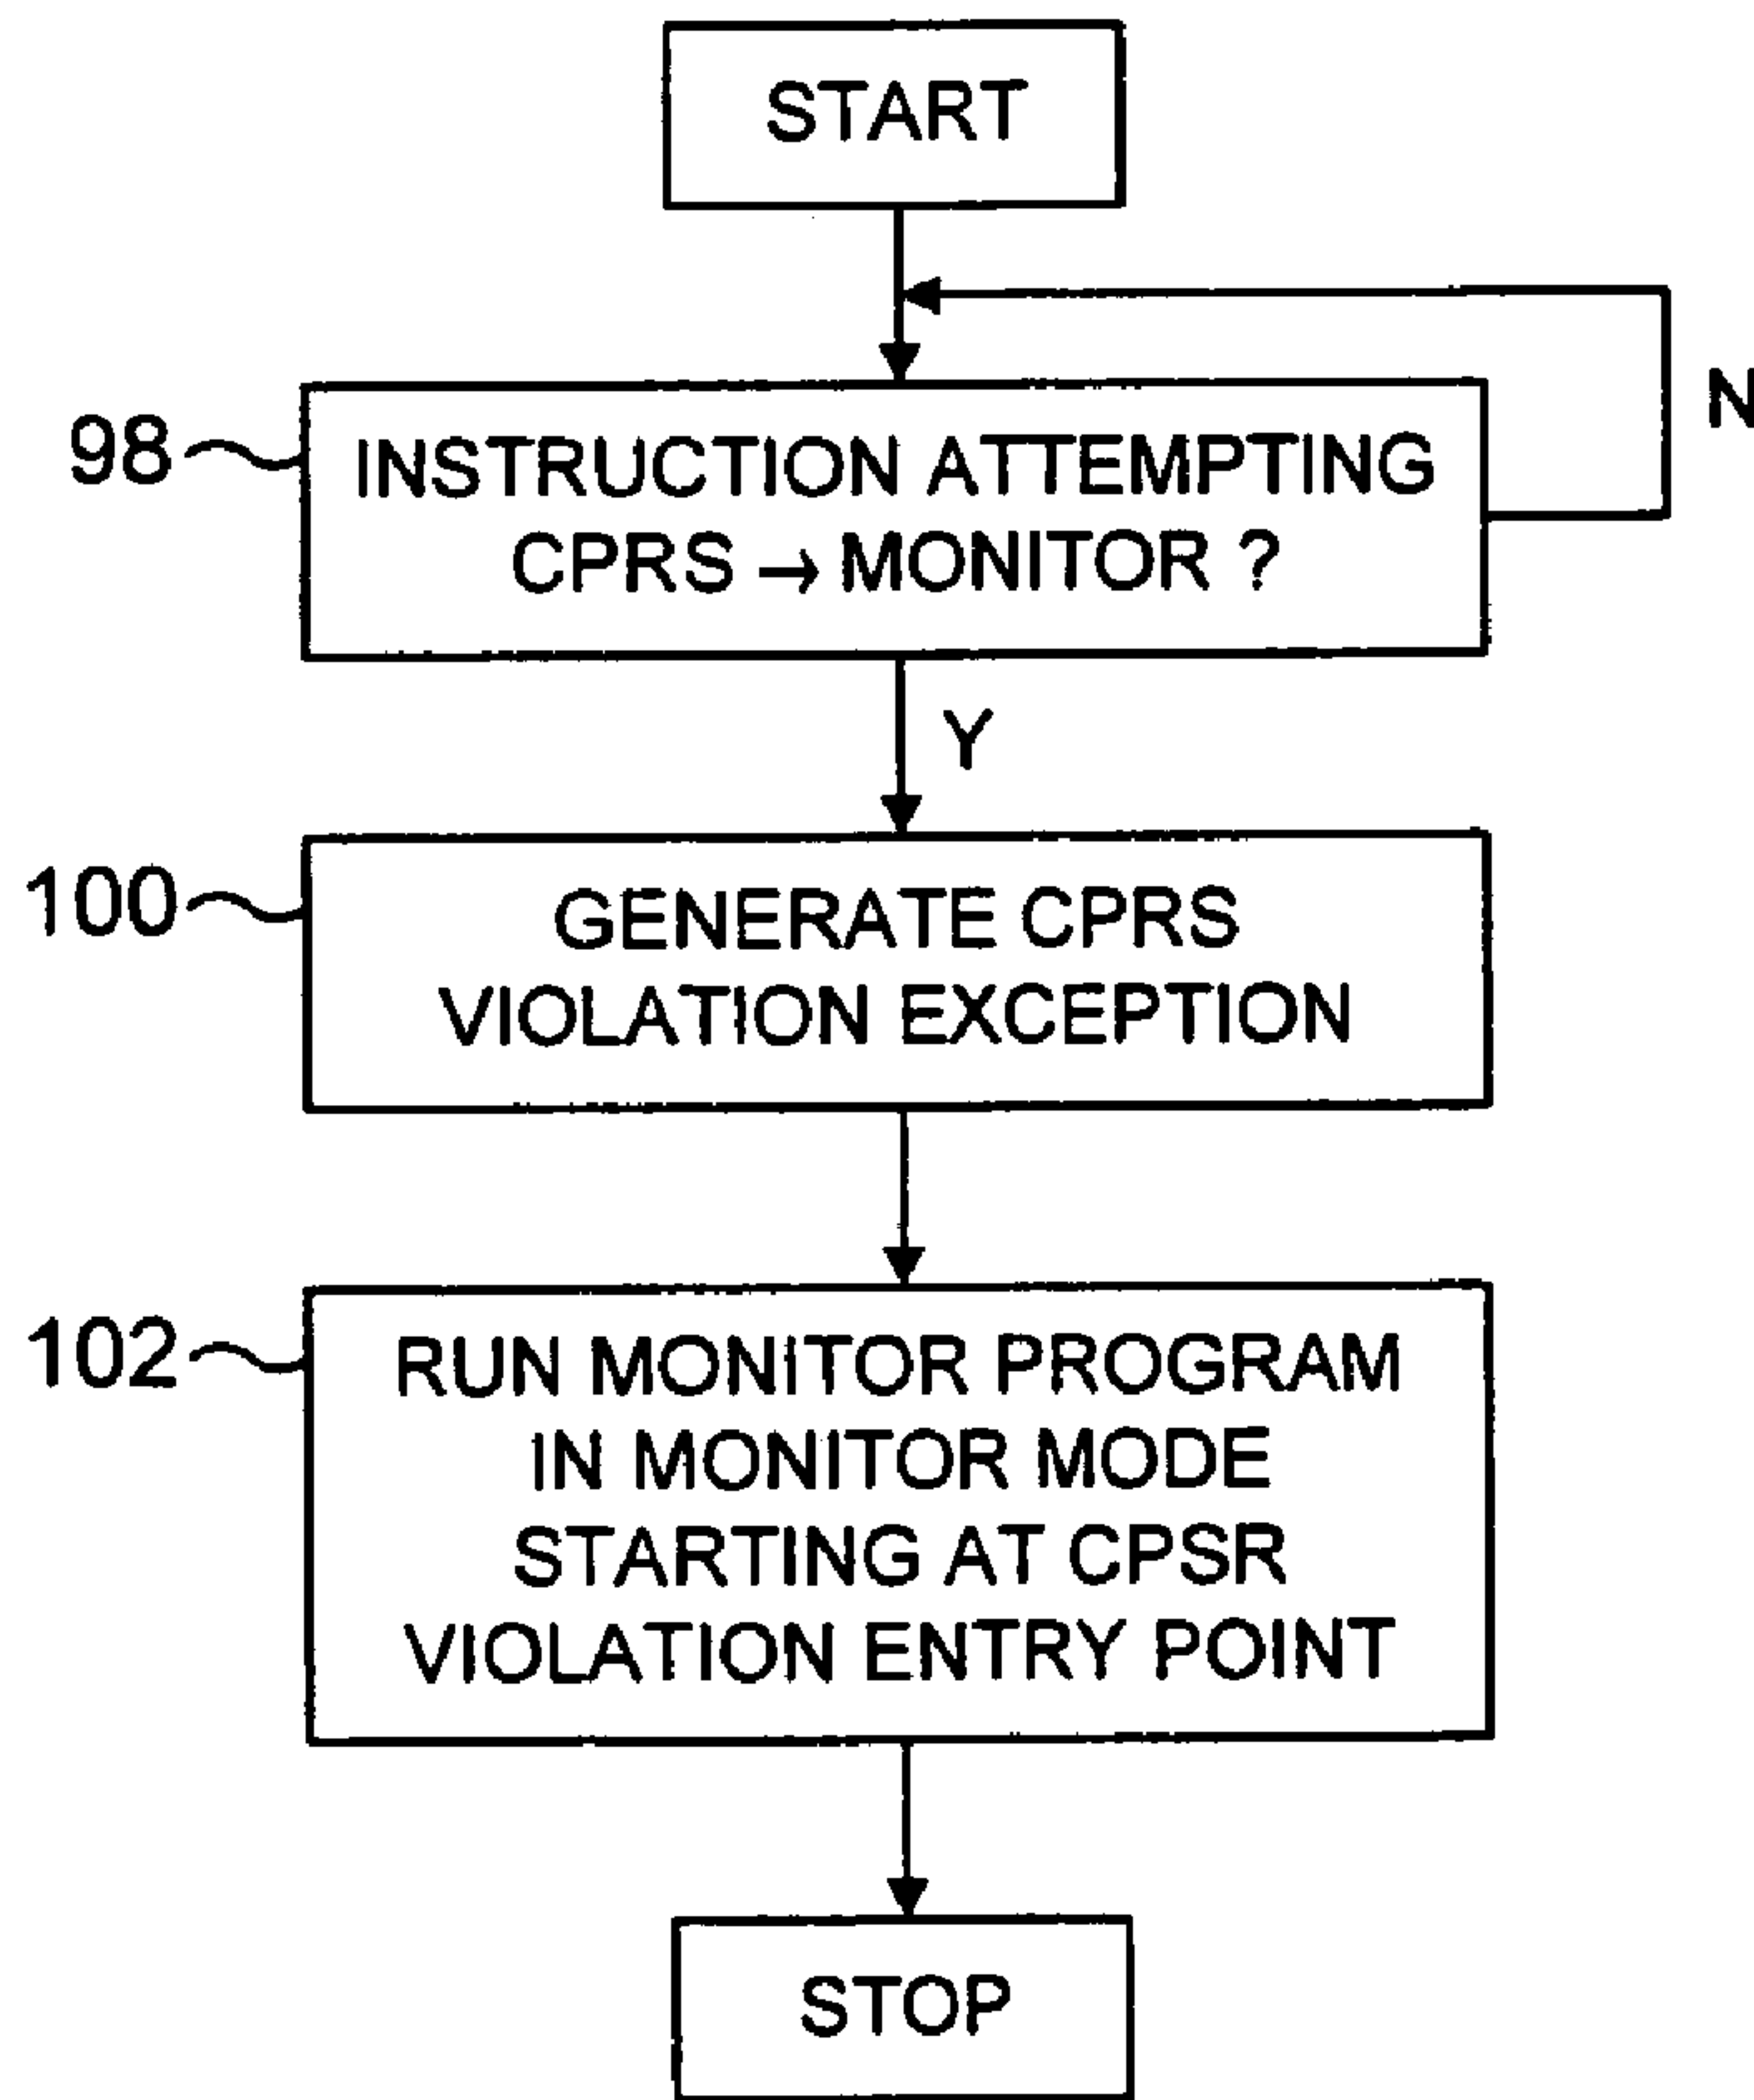 START
N
98
INSTRUCTION ATTEMPTING
CPRS → MONITOR ?
Y
100
GENERATE CPRS
VIOLATION EXCEPTION
102
RUN MONITOR PROGRAM
IN MONITOR MODE
STARTING AT CPSR
VIOLATION ENTRY POINT
STOP